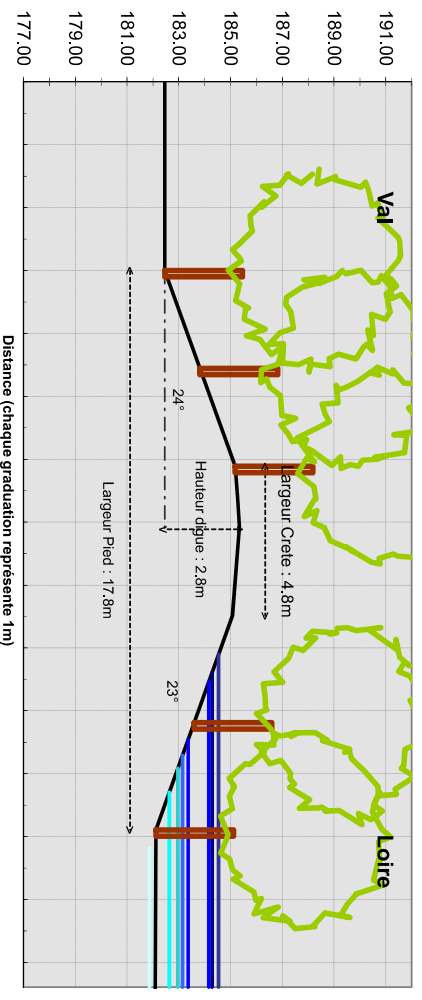 Val
Loire
191.00
189.00
187.00
185.00
183.00
181.00
179.00
177.00
Largeur Crete : 4.8m
Hauteur digue : 2.8m
24°
23°
Largeur Pied : 17.8m
Distance (chaque graduation représente 1m)